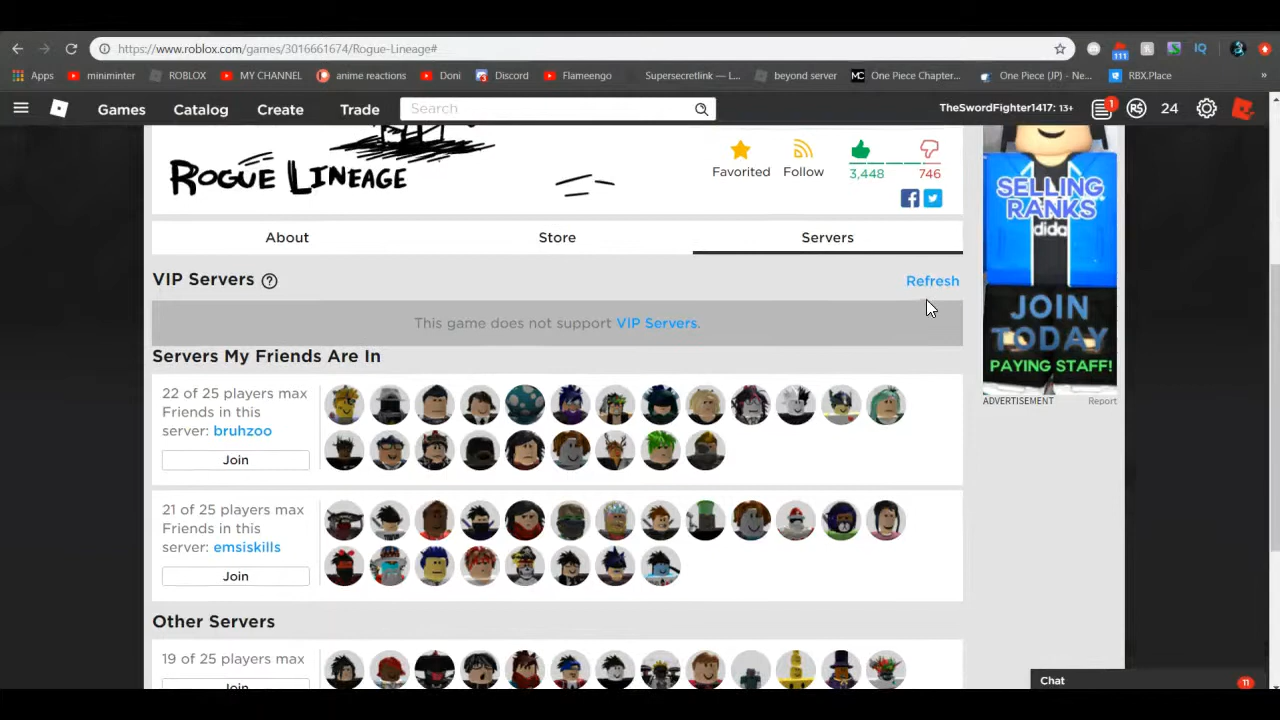 https://www.roblox.com/games/3016661674/Rogue-Lineage#
111
IQ
Apps
miniminter
ROBLOX
MY CHANNEL
anime reactions
Doni
Discord
Flameengo
Supersecretlink — L...
beyond server
MC One Piece Chapter...
One Piece (JP) - Ne...
RBX.Place
»
Games
Catalog
Create
Trade
Search
TheSwordFighter1417: 13+
1
R$
24
ROGUE LINEAGE
Favorited
Follow
3,448
746
SELLING
RANKS
dida
JOIN
TODAY
PAYING STAFF!
ADVERTISEMENT
Report
About
Store
Servers
VIP Servers ?
Refresh
This game does not support VIP Servers.
Servers My Friends Are In
22 of 25 players max
Friends in this
server: bruhzoo
Join
21 of 25 players max
Friends in this
server: emsiskills
Join
Other Servers
19 of 25 players max
Join
Chat
11